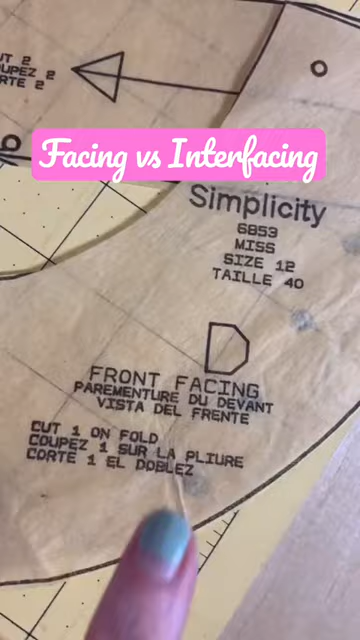 UT 2
OUPEZ 2
RTE 2
Facing vs Interfacing
Simplicity
6853
MISS
SIZE 12
TAILLE 40
D
FRONT FACING
PAREMENTURE DU DEVANT
VISTA DEL FRENTE
CUT 1 ON FOLD
COUPEZ 1 SUR LA PLIURE
CORTE 1 EL DOBLEZ